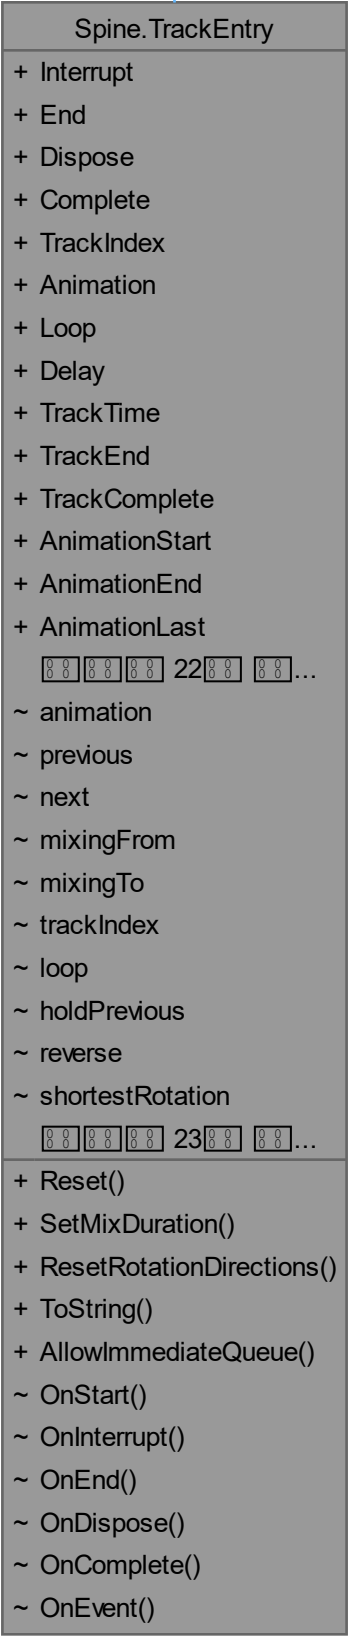 Spine.TrackEntry
+ Interrupt
+ End
+ Dispose
+ Complete
+ TrackIndex
+ Animation
+ Loop
+ Delay
+ TrackTime
+ TrackEnd
+ TrackComplete
+ AnimationStart
+ AnimationEnd
+ AnimationLast
22 ...
~ animation
~ previous
~ next
~ mixingFrom
~ mixingTo
~ trackIndex
~ loop
~ holdPrevious
~ reverse
~ shortestRotation
23 ...
+ Reset()
+ SetMixDuration()
+ ResetRotationDirections()
+ ToString()
+ AllowImmediateQueue()
~ OnStart()
~ OnInterrupt()
~ OnEnd()
~ OnDispose()
~ OnComplete()
~ OnEvent()